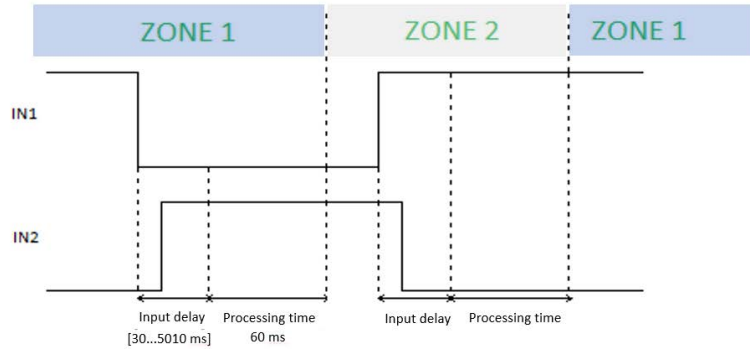 ZONE 1 ZONE 2 ZONE 1
IN1
IN2
Input delay Processing time Input delay Processing time
[30...5010 ms] 60 ms